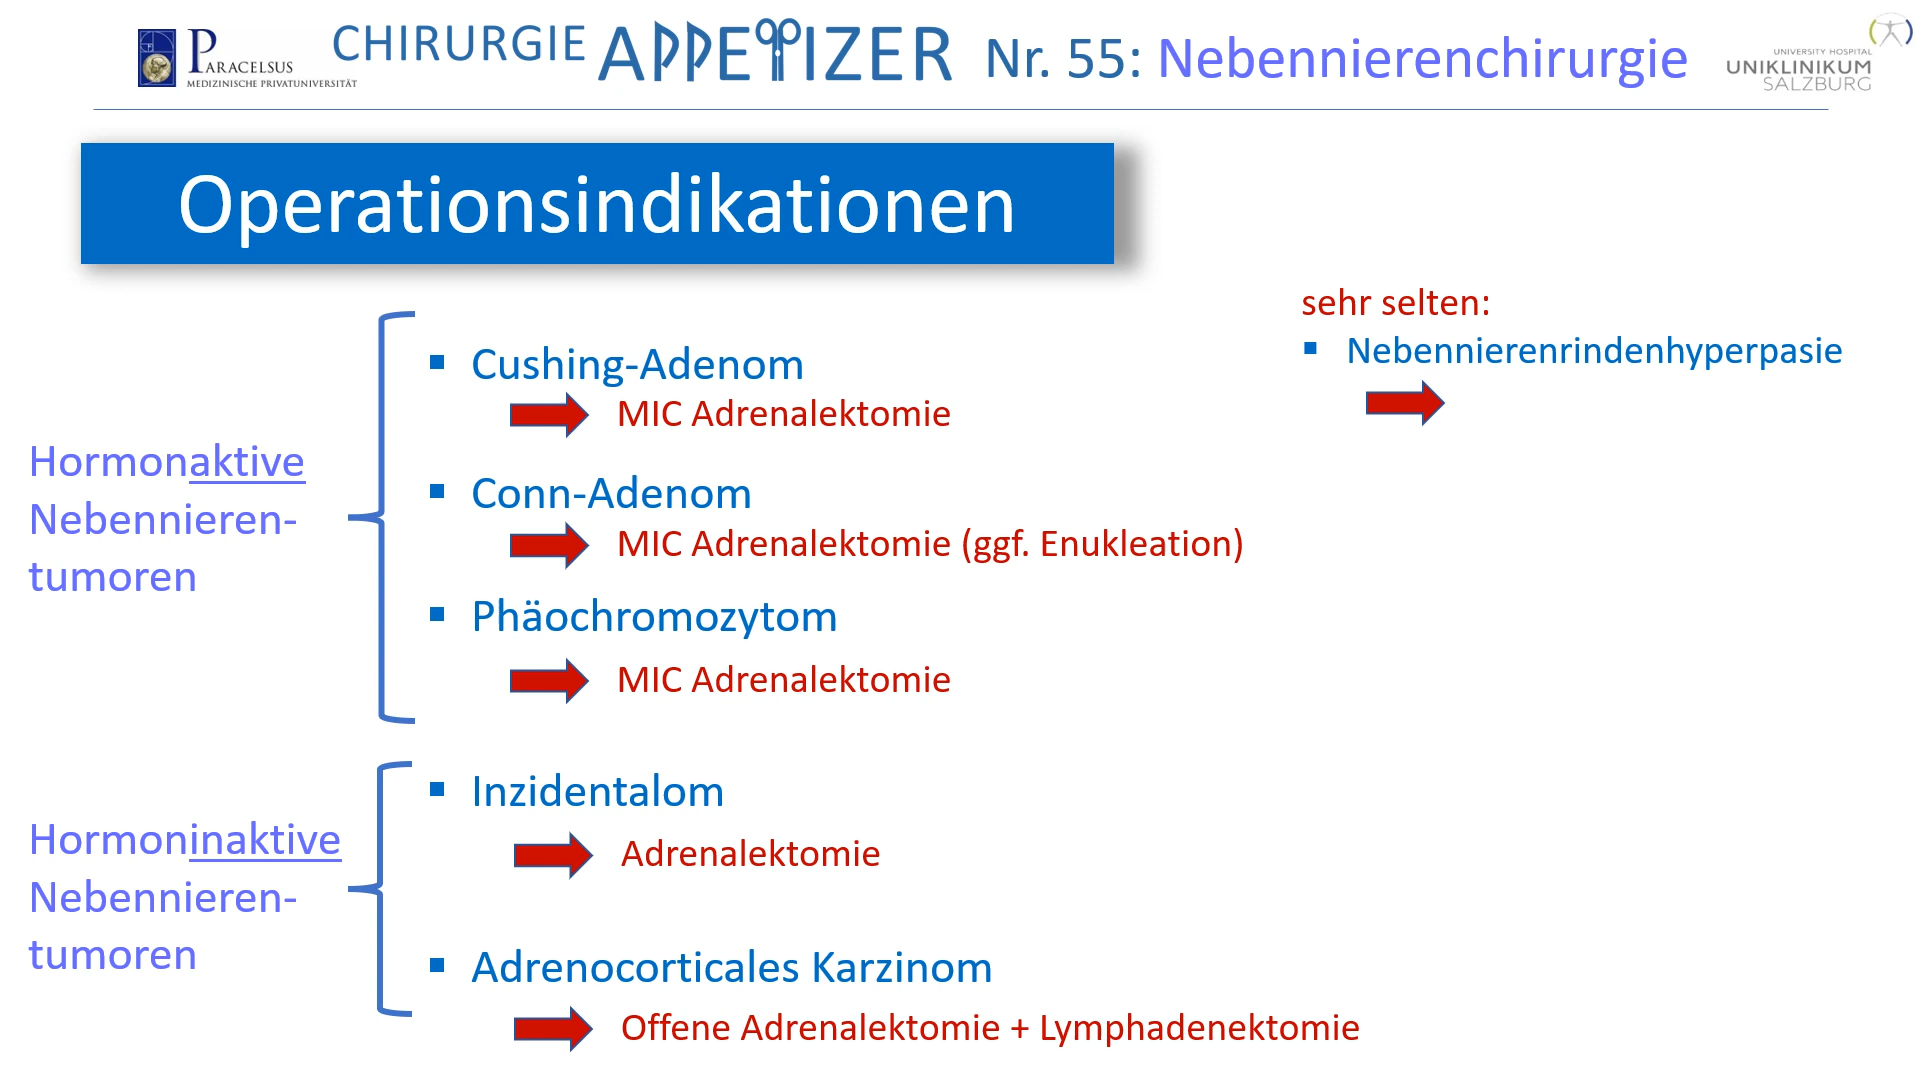 PARACELSUS
MEDIZINISCHE PRIVATUNIVERSITÄT
CHIRURGIE APPETIZER Nr. 55: Nebennierenchirurgie
UNIVERSITY HOSPITAL
UNIKLINIKUM
SALZBURG
Operationsindikationen
Hormonaktive
Nebennieren-
tumoren
Cushing-Adenom
MIC Adrenalektomie
Conn-Adenom
MIC Adrenalektomie (ggf. Enukleation)
Phäochromozytom
MIC Adrenalektomie
Hormoninaktive
Nebennieren-
tumoren
Inzidentalom
Adrenalektomie
Adrenocorticales Karzinom
Offene Adrenalektomie + Lymphadenektomie
sehr selten:
Nebennierenrindenhyperpasie